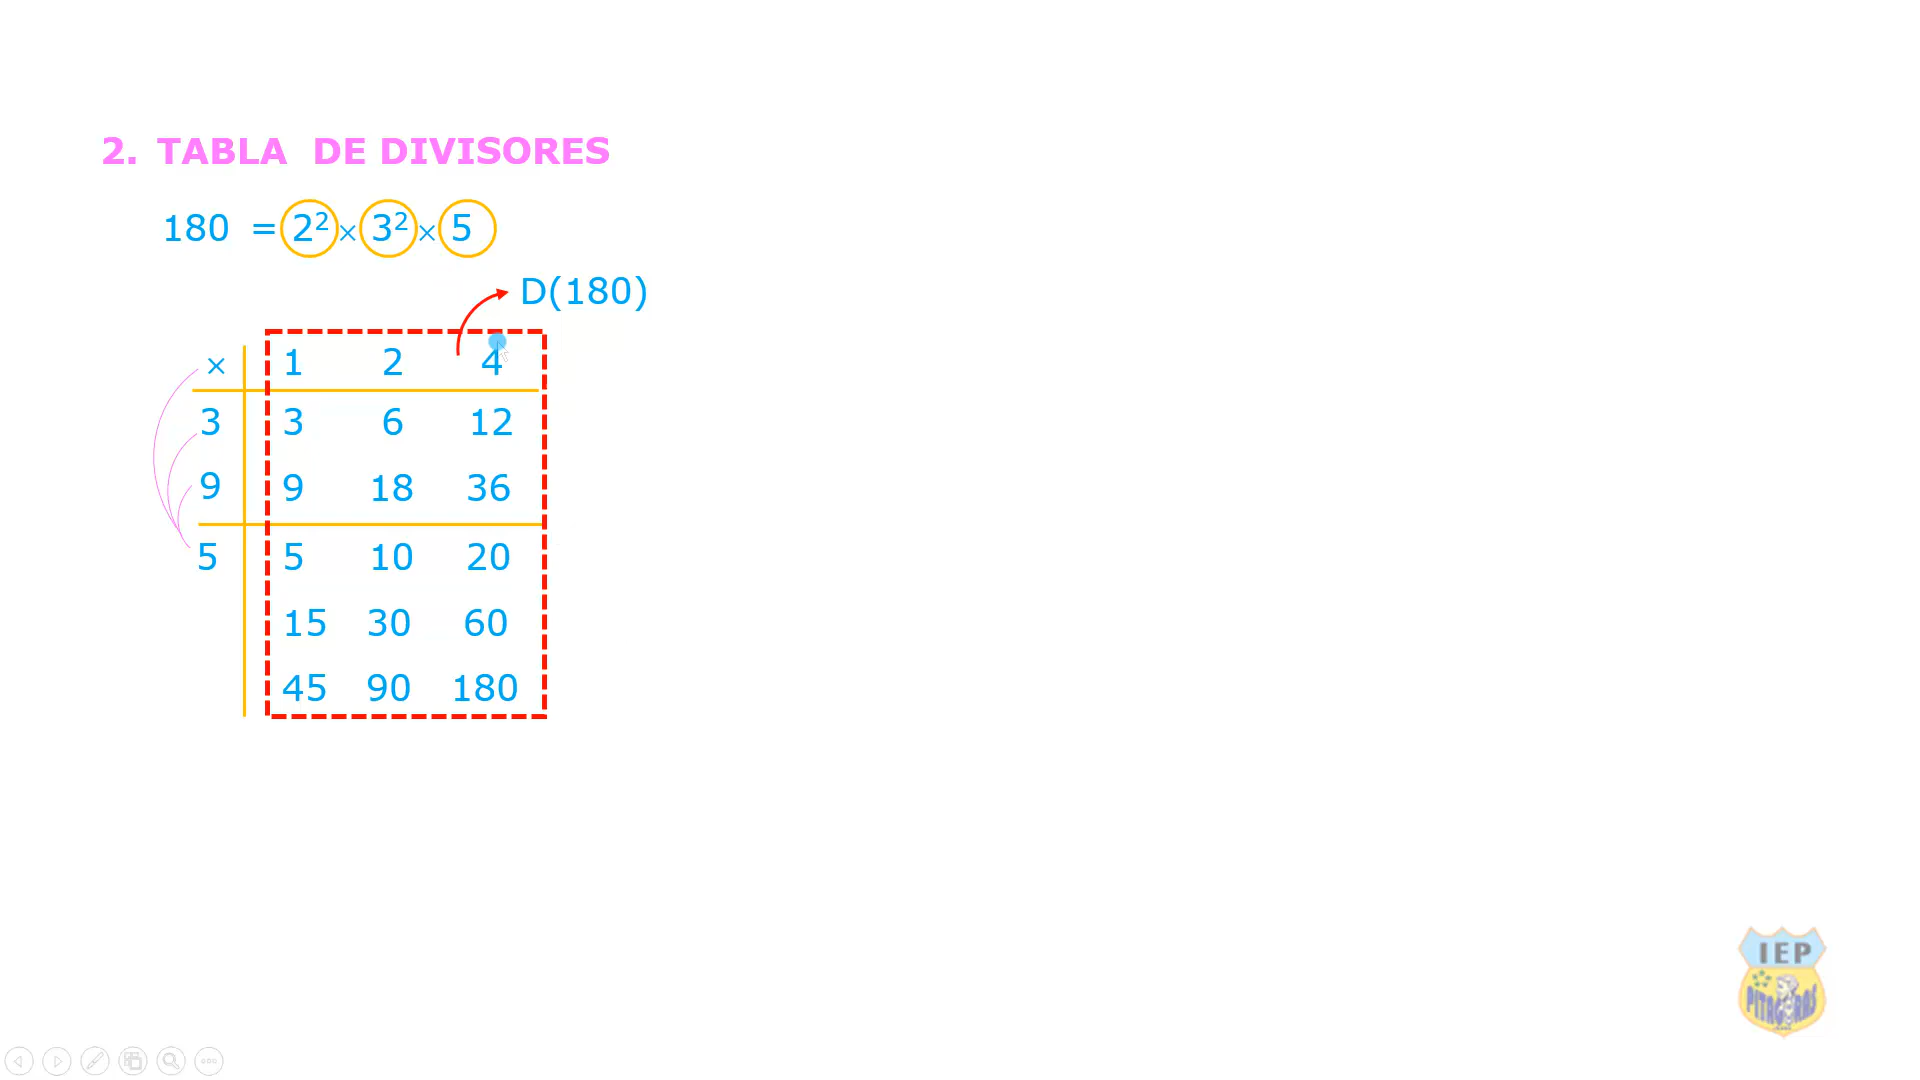 2. TABLA DE DIVISORES
180 = 2² × 3² × 5
D(180)
× 1 2 4
3 3 6 12
9 9 18 36
5 5 10 20
15 30 60
45 90 180
IEP
PITAGORAS